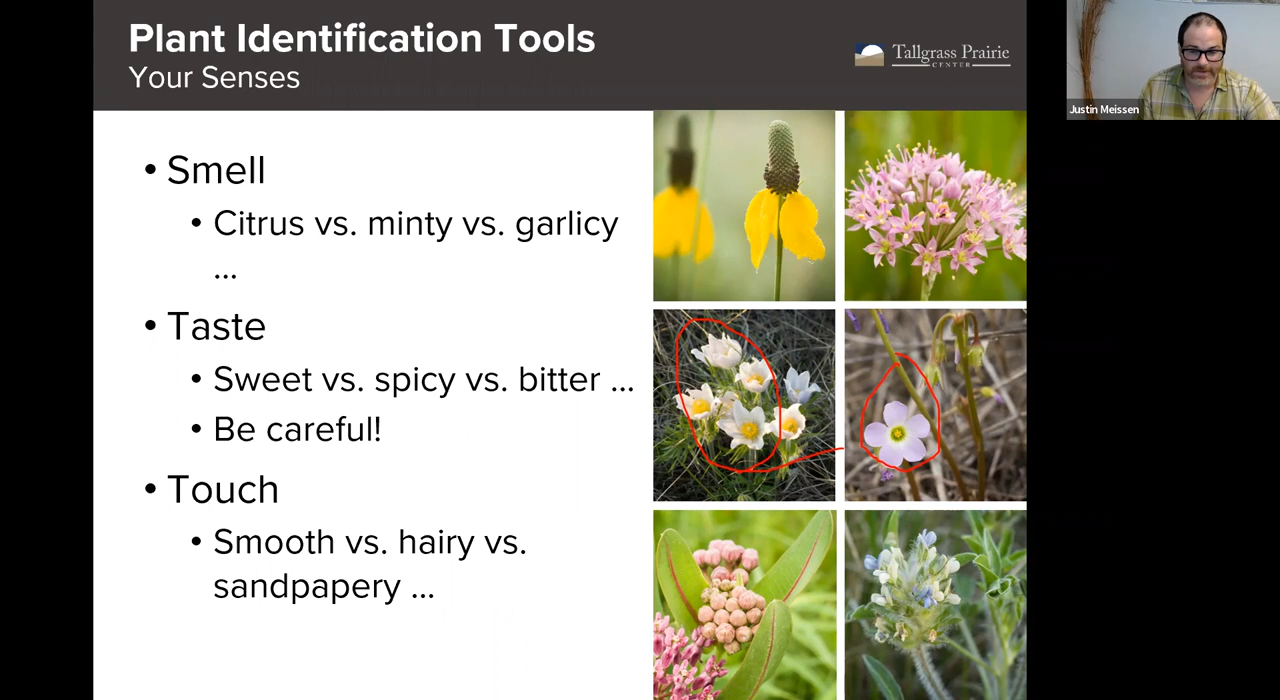 Plant Identification Tools
Your Senses
Tallgrass Prairie
CENTER
Justin Meissen
• Smell
• Citrus vs. minty vs. garlicy
...
• Taste
• Sweet vs. spicy vs. bitter ...
• Be careful!
• Touch
• Smooth vs. hairy vs.
sandpapery ...